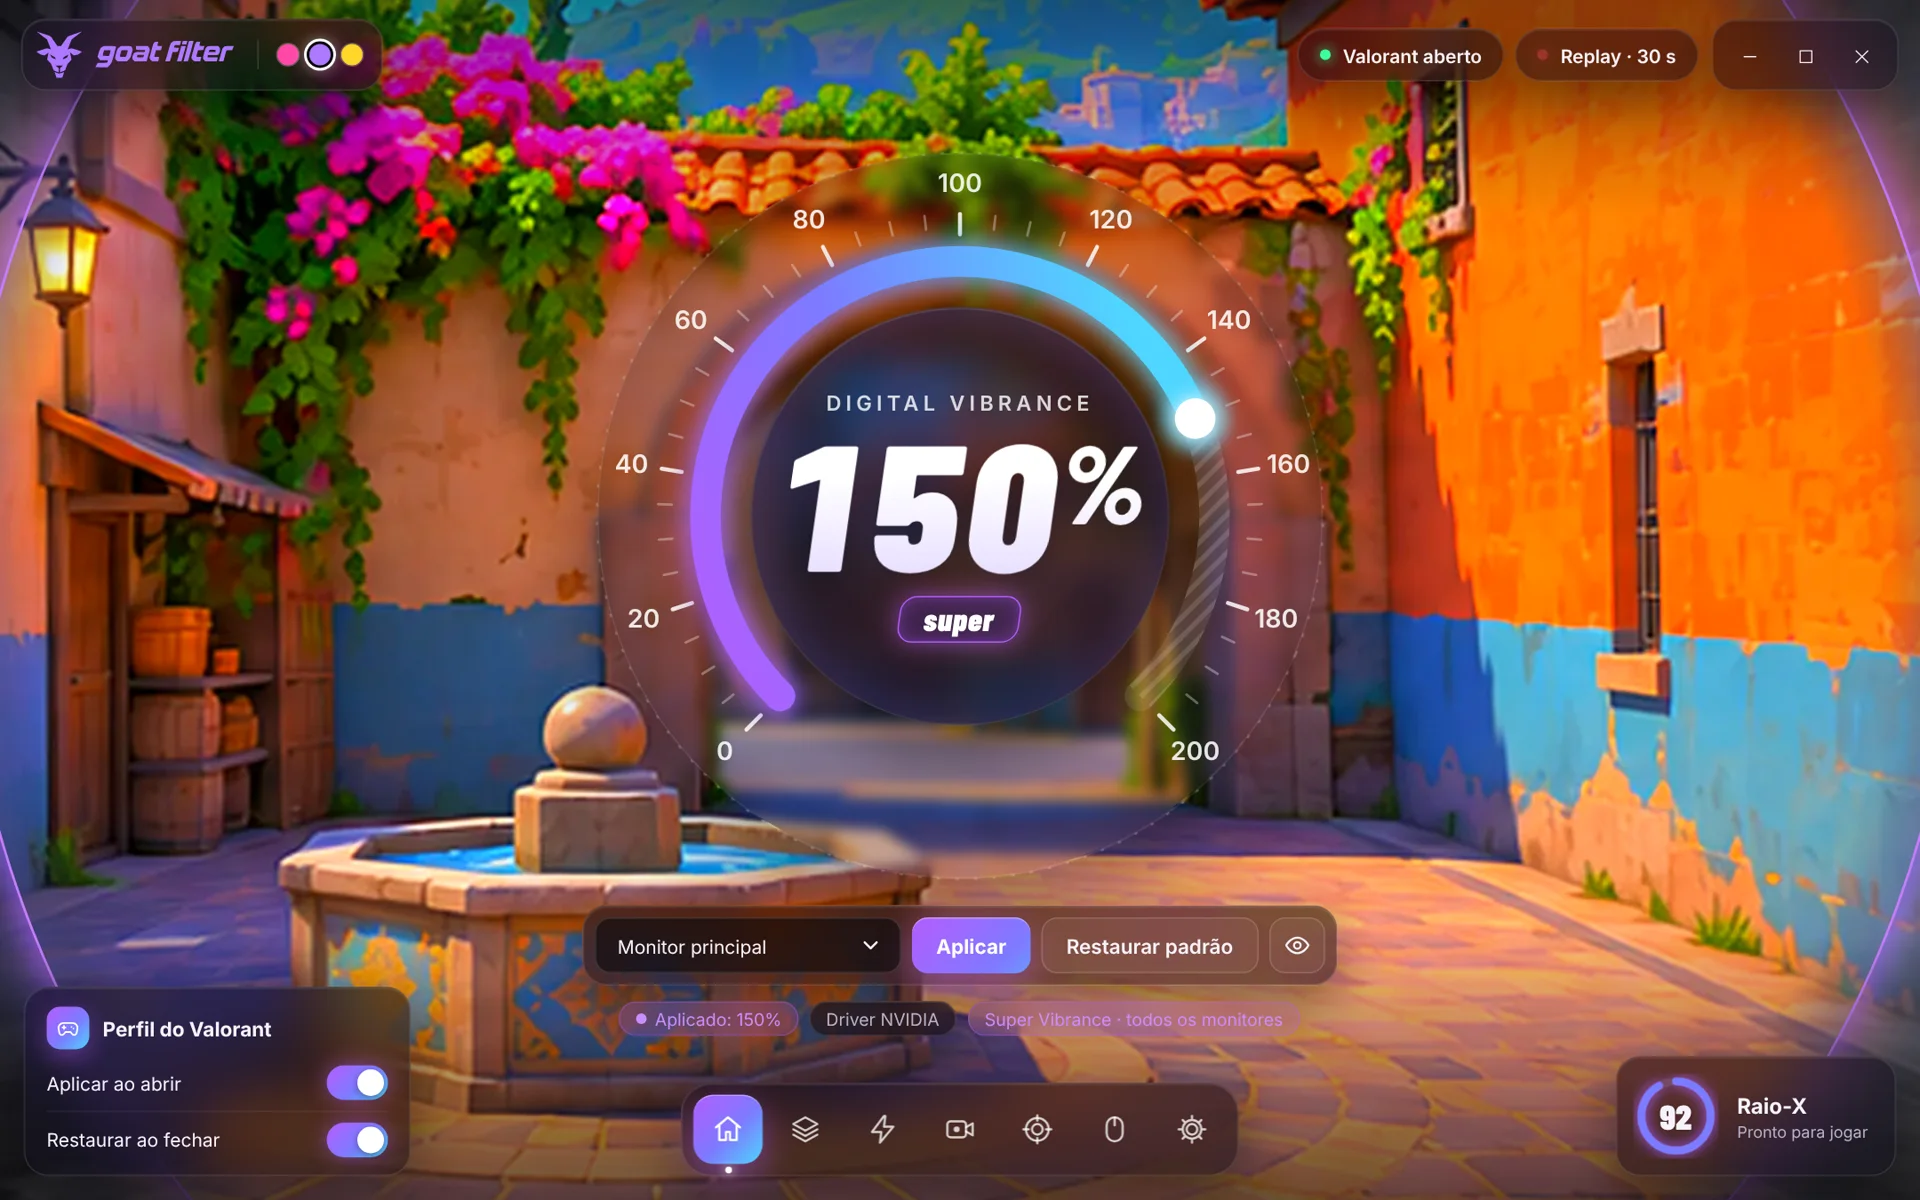 goat filter
Valorant aberto
Replay · 30 s
100
80
120
60
140
40
160
20
180
0
200
DIGITAL VIBRANCE
150%
super
Monitor principal
Aplicar
Restaurar padrão
Aplicado: 150%
Driver NVIDIA
Super Vibrance · todos os monitores
Perfil do Valorant
Aplicar ao abrir
Restaurar ao fechar
92
Raio-X
Pronto para jogar